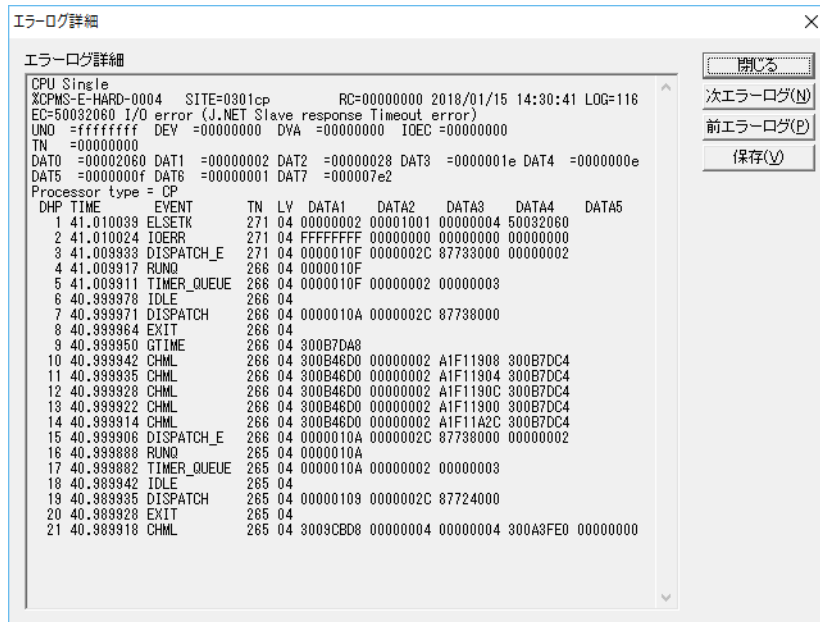 エラーログ詳細
エラーログ詳細
CPU Single
%CPMS-E-HARD-0004 SITE=0301cp RC=00000000 2018/01/15 14:30:41 LOG=116
EC=50032060 I/O error (J.NET Slave response Timeout error)
UNO =ffffffff DEV =00000000 DVA =00000000 IOEC =00000000
TN =00000000
DAT0 =00002060 DAT1 =00000002 DAT2 =00000028 DAT3 =0000001e DAT4 =0000000e
DAT5 =0000000f DAT6 =00000001 DAT7 =000007e2
Processor type = CP
DHP TIME EVENT TN LV DATA1 DATA2 DATA3 DATA4 DATA5
1 41.010039 ELSETK 271 04 00000002 00001001 00000004 50032060
2 41.010024 IOERR 271 04 FFFFFFFF 00000000 00000000 00000000
3 41.009933 DISPATCH_E 271 04 0000010F 0000002C 87733000 00000002
4 41.009917 RUNQ 266 04 0000010F
5 41.009911 TIMER_QUEUE 266 04 0000010F 00000002 00000003
6 40.999978 IDLE 266 04
7 40.999971 DISPATCH 266 04 0000010A 0000002C 87738000
8 40.999964 EXIT 266 04
9 40.999950 GTIME 266 04 300B7DA8
10 40.999942 CHML 266 04 300B46D0 00000002 A1F11908 300B7DC4
11 40.999935 CHML 266 04 300B46D0 00000002 A1F11904 300B7DC4
12 40.999928 CHML 266 04 300B46D0 00000002 A1F1190C 300B7DC4
13 40.999922 CHML 266 04 300B46D0 00000002 A1F11900 300B7DC4
14 40.999914 CHML 266 04 300B46D0 00000002 A1F11A2C 300B7DC4
15 40.999906 DISPATCH_E 266 04 0000010A 0000002C 87738000 00000002
16 40.999888 RUNQ 265 04 0000010A
17 40.999882 TIMER_QUEUE 265 04 0000010A 00000002 00000003
18 40.989942 IDLE 265 04
19 40.989935 DISPATCH 265 04 00000109 0000002C 87724000
20 40.989928 EXIT 265 04
21 40.989918 CHML 265 04 3009CBD8 00000004 00000004 300A3FE0 00000000
閉じる
次エラーログ(N)
前エラーログ(P)
保存(V)